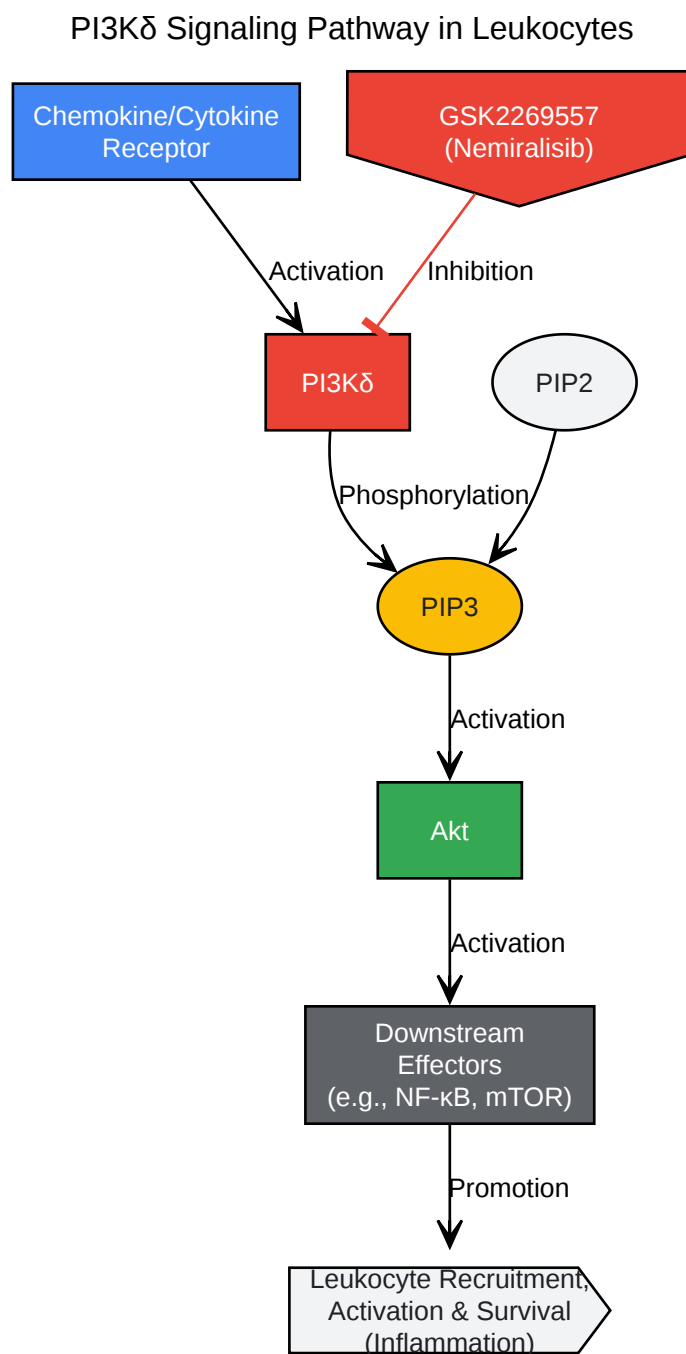 PI3Kδ Signaling Pathway in Leukocytes
Chemokine/Cytokine
Receptor
GSK2269557
(Nemiralisib)
Activation
Inhibition
PI3Kδ
PIP2
Phosphorylation
PIP3
Activation
Akt
Activation
Downstream
Effectors
(e.g., NF-κB, mTOR)
Promotion
Leukocyte Recruitment,
Activation & Survival
(Inflammation)